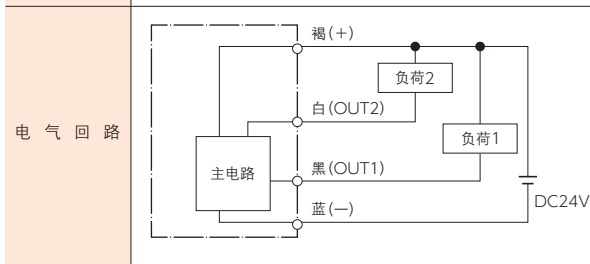 电气回路
褐(+)
负荷2
白(OUT2)
负荷1
主电路
黑(OUT1)
DC24V
蓝(—)